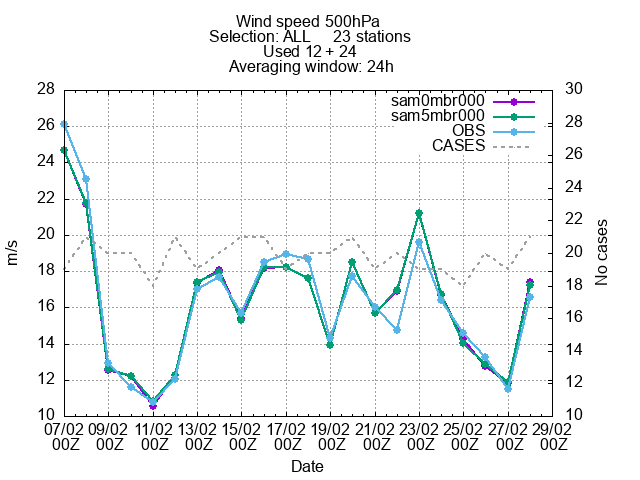 Wind speed 500hPa
Selection: ALL 23 stations
Used 12 + 24
Averaging window: 24h
sam0mbr000
sam5mbr000
OBS
CASES
m/s
28
26
24
22
20
18
16
14
12
10
No cases
30
28
26
24
22
20
18
16
14
12
10
07/02 09/02 11/02 13/02 15/02 17/02 19/02 21/02 23/02 25/02 27/02 29/02
00Z 00Z 00Z 00Z 00Z 00Z 00Z 00Z 00Z 00Z 00Z 00Z
Date